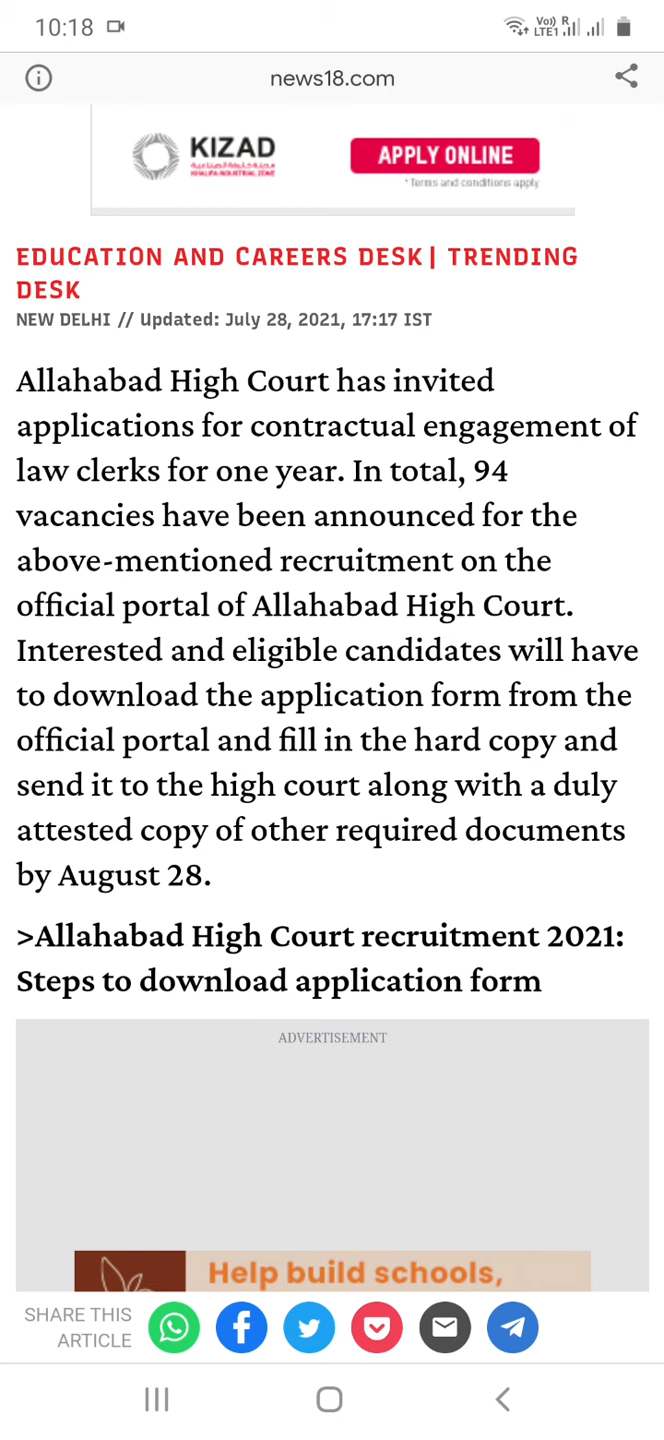 10:18
Vo)) R
LTE1
news18.com
KIZAD
KHALIFA INDUSTRIAL ZONE
APPLY ONLINE
*Terms and conditions apply
EDUCATION AND CAREERS DESK| TRENDING
DESK
NEW DELHI // Updated: July 28, 2021, 17:17 IST
Allahabad High Court has invited
applications for contractual engagement of
law clerks for one year. In total, 94
vacancies have been announced for the
above-mentioned recruitment on the
official portal of Allahabad High Court.
Interested and eligible candidates will have
to download the application form from the
official portal and fill in the hard copy and
send it to the high court along with a duly
attested copy of other required documents
by August 28.
>Allahabad High Court recruitment 2021:
Steps to download application form
ADVERTISEMENT
Help build schools,
SHARE THIS
ARTICLE